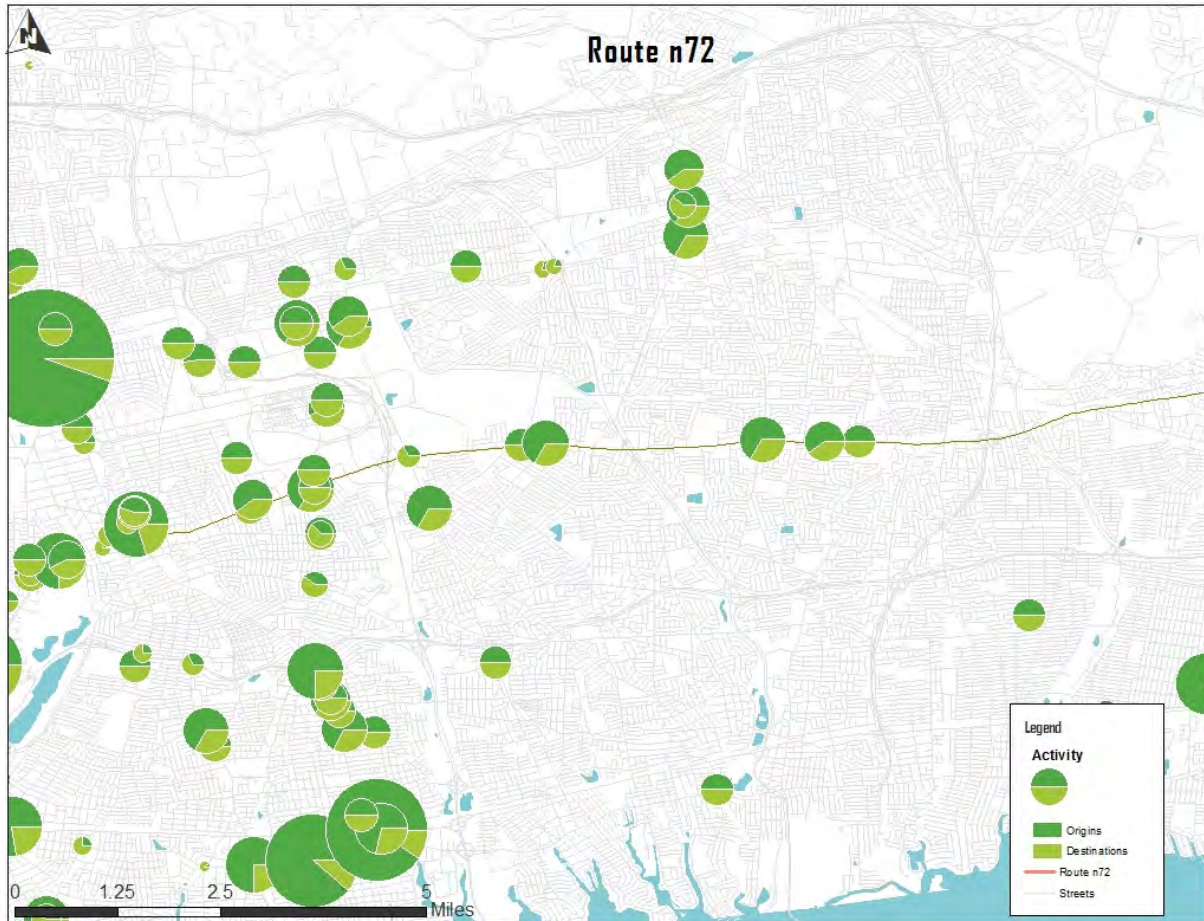 N
Route n72
Legend
Activity
Origins
Destinations
Route n72
Streets
0 1.25 2.5 5
Miles